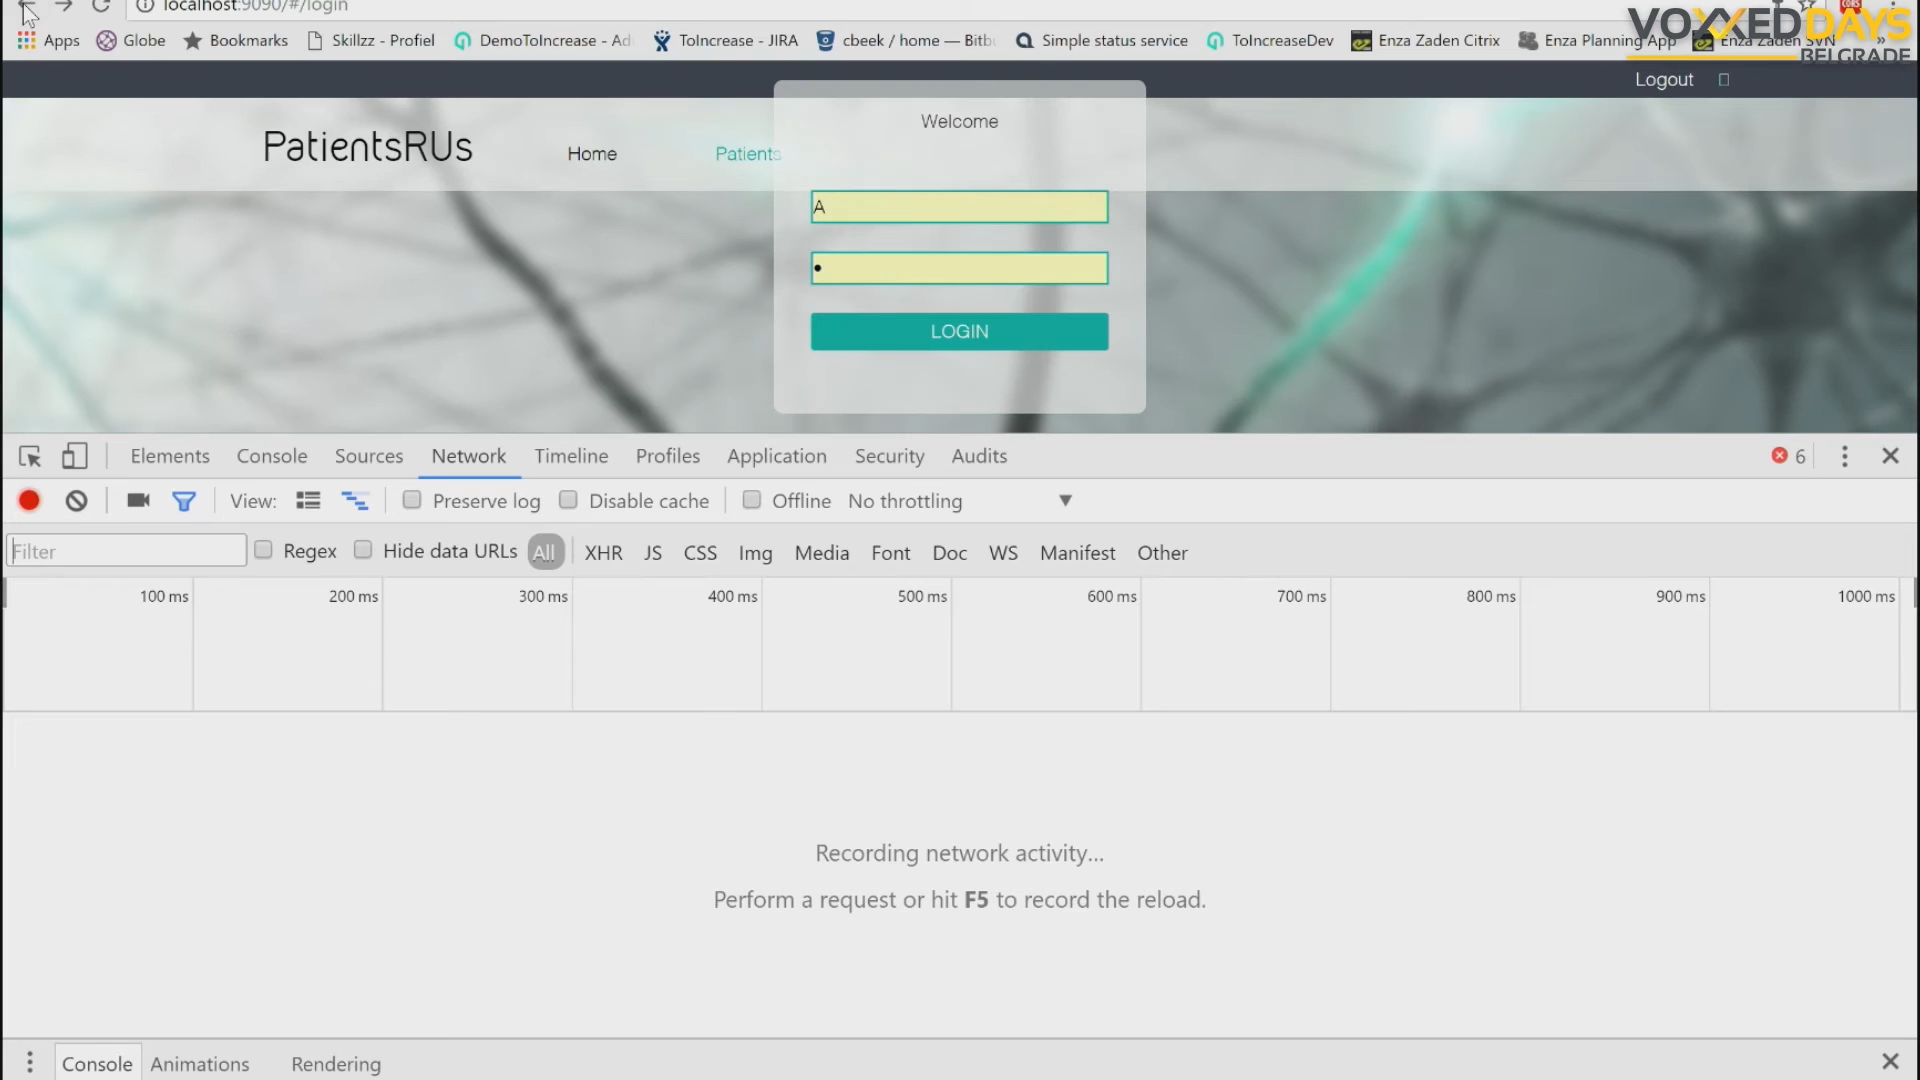 localhost:9090/#/login
Apps Globe Bookmarks Skillzz - Profiel DemoToIncrease - Ad ToIncrease - JIRA cbeek / home — Bitbu Simple status service ToIncreaseDev Enza Zaden Citrix Enza Planning App Enza Zaden SVN »
VOXXED DAYS
BELGRADE
Logout
Welcome
PatientsRUs Home Patients
A
•
LOGIN
Elements Console Sources Network Timeline Profiles Application Security Audits 6
View: Preserve log Disable cache Offline No throttling
Filter Regex Hide data URLs All XHR JS CSS Img Media Font Doc WS Manifest Other
100 ms 200 ms 300 ms 400 ms 500 ms 600 ms 700 ms 800 ms 900 ms 1000 ms
Recording network activity...
Perform a request or hit F5 to record the reload.
Console Animations Rendering